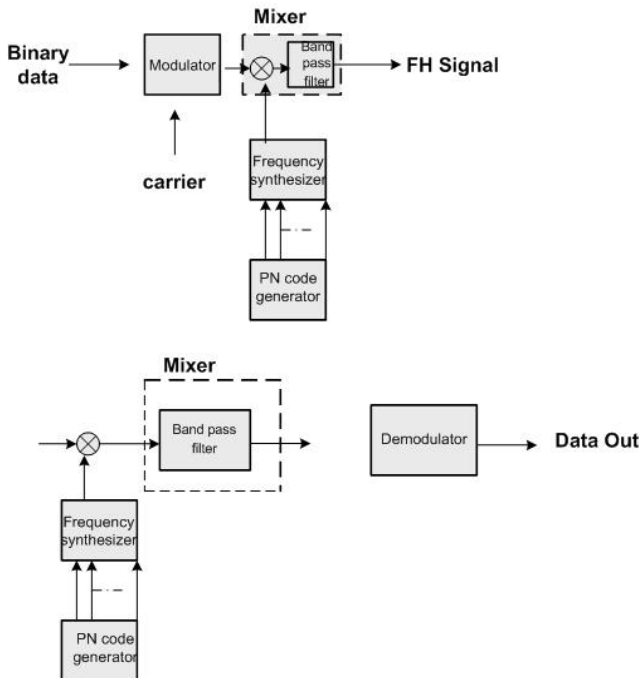 Mixer
Binary
data
Modulator
Band
pass
filter
FH Signal
carrier
Frequency
synthesizer
PN code
generator
Mixer
Band pass
filter
Demodulator
Data Out
Frequency
synthesizer
PN code
generator